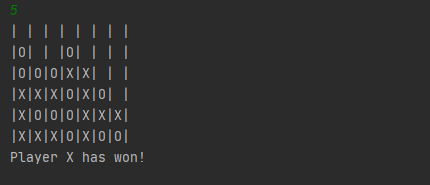 5
| | | | | | | |
|O| | |O| | | |
|O|O|O|X|X| | |
|X|X|X|O|X|O| |
|X|O|O|O|X|X|X|
|X|X|X|O|X|O|O|
Player X has won!